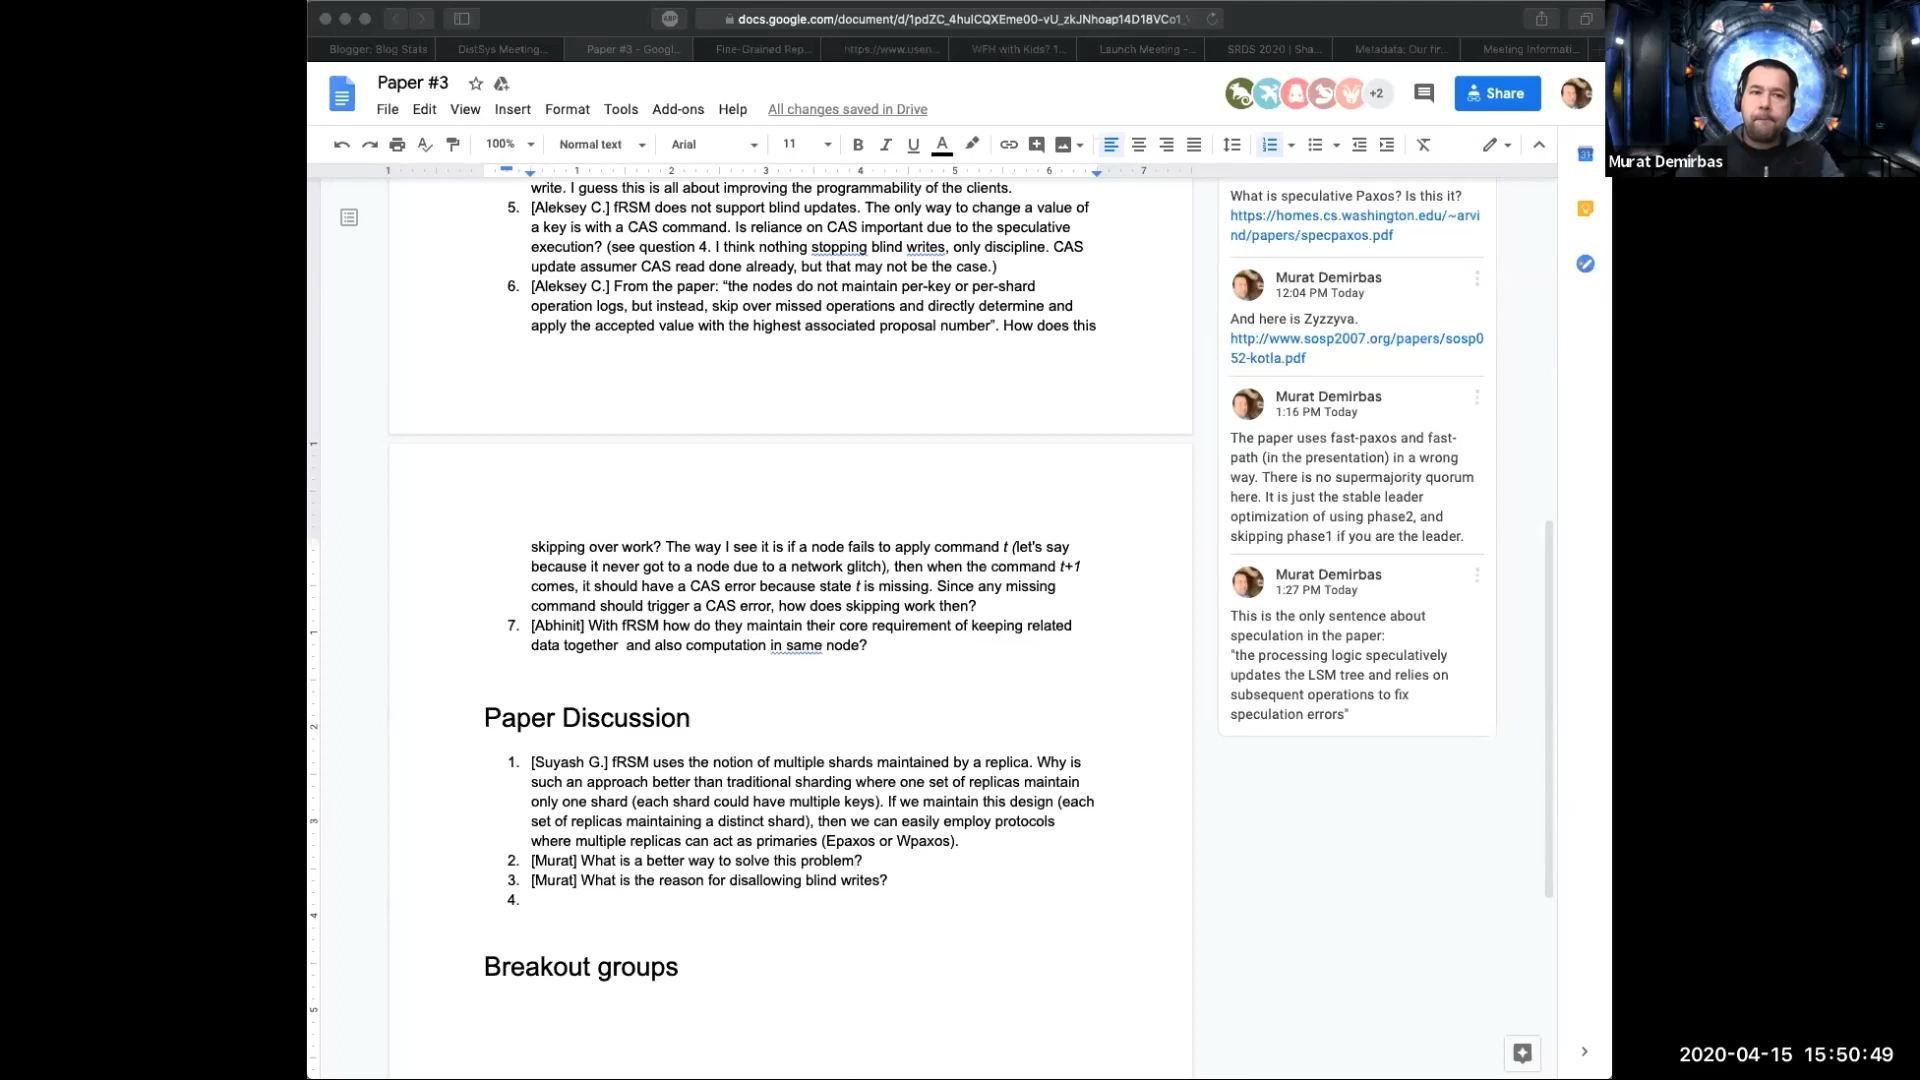 docs.google.com/document/d/1pdZC_4hulCQXEme00-vU_zkJNhoap14D18VCo1_
Blogger: Blog Stats
DistSys Meeting...
Paper #3 - Googl...
Fine-Grained Rep...
https://www.usen...
WFH with Kids? 1...
Launch Meeting -...
SRDS 2020 | Sha...
Metadata: Our fir...
Meeting Informati...
Paper #3
File Edit View Insert Format Tools Add-ons Help All changes saved in Drive
+2
Share
100% Normal text Arial 11 B I U A
1 1 2 3 4 5 6 7
write. I guess this is all about improving the programmability of the clients.
5. [Aleksey C.] fRSM does not support blind updates. The only way to change a value of
a key is with a CAS command. Is reliance on CAS important due to the speculative
execution? (see question 4. I think nothing stopping blind writes, only discipline. CAS
update assumer CAS read done already, but that may not be the case.)
6. [Aleksey C.] From the paper: “the nodes do not maintain per-key or per-shard
operation logs, but instead, skip over missed operations and directly determine and
apply the accepted value with the highest associated proposal number”. How does this
skipping over work? The way I see it is if a node fails to apply command t (let's say
because it never got to a node due to a network glitch), then when the command t+1
comes, it should have a CAS error because state t is missing. Since any missing
command should trigger a CAS error, how does skipping work then?
7. [Abhinit] With fRSM how do they maintain their core requirement of keeping related
data together and also computation in same node?
Paper Discussion
1. [Suyash G.] fRSM uses the notion of multiple shards maintained by a replica. Why is
such an approach better than traditional sharding where one set of replicas maintain
only one shard (each shard could have multiple keys). If we maintain this design (each
set of replicas maintaining a distinct shard), then we can easily employ protocols
where multiple replicas can act as primaries (Epaxos or Wpaxos).
2. [Murat] What is a better way to solve this problem?
3. [Murat] What is the reason for disallowing blind writes?
4.
Breakout groups
1
1
2
3
4
5
What is speculative Paxos? Is this it?
https://homes.cs.washington.edu/~arvi
nd/papers/specpaxos.pdf
Murat Demirbas
12:04 PM Today
And here is Zyzzyva.
http://www.sosp2007.org/papers/sosp0
52-kotla.pdf
Murat Demirbas
1:16 PM Today
The paper uses fast-paxos and fast-
path (in the presentation) in a wrong
way. There is no supermajority quorum
here. It is just the stable leader
optimization of using phase2, and
skipping phase1 if you are the leader.
Murat Demirbas
1:27 PM Today
This is the only sentence about
speculation in the paper:
"the processing logic speculatively
updates the LSM tree and relies on
subsequent operations to fix
speculation errors"
31
Murat Demirbas
2020-04-15 15:50:49